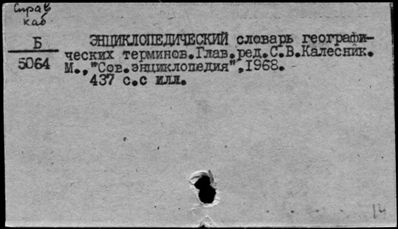 Справ
каб
Б
5064
ЭНЦИКЛОПЕДИЧЕСКИЙ словарь географи-
ческих терминов.Глав.ред.С.В.Калесник.
М.,"Сов.энциклопедия",1968.
437 с.с илл.
14